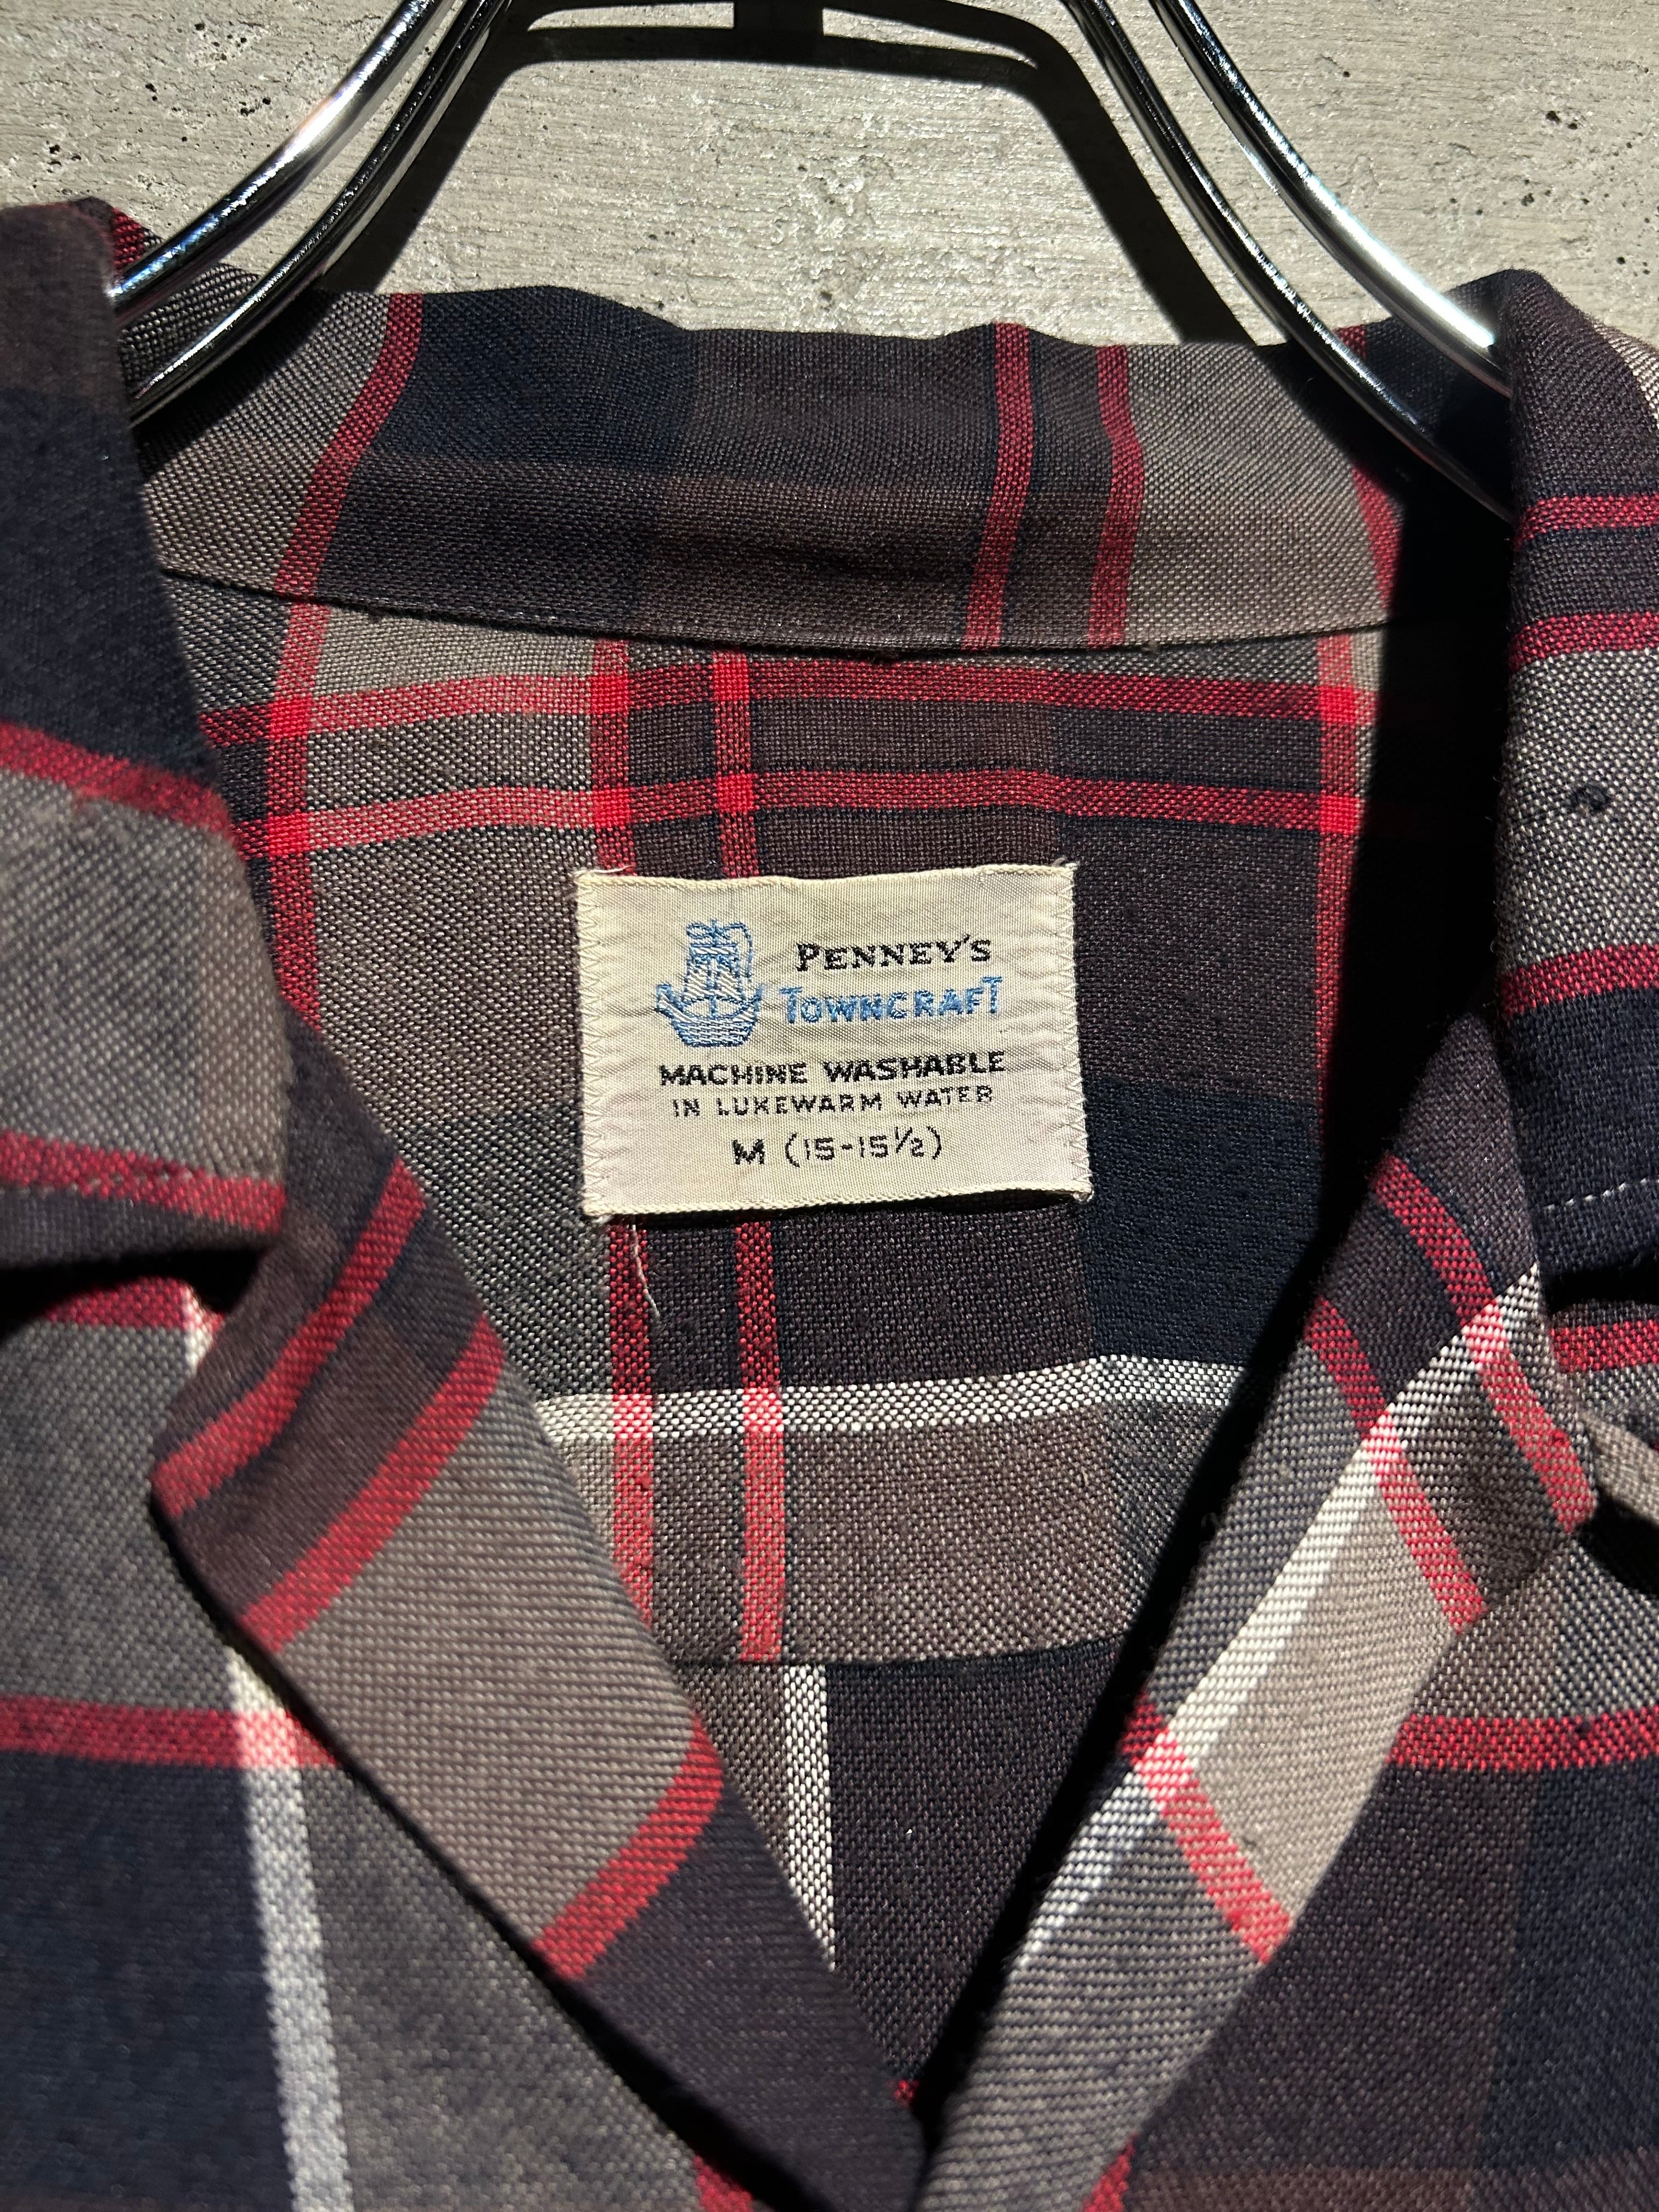 PENNEY'S
TOWNCRAFT
MACHINE WASHABLE
IN LUKEWARM WATER
M (15-15½)